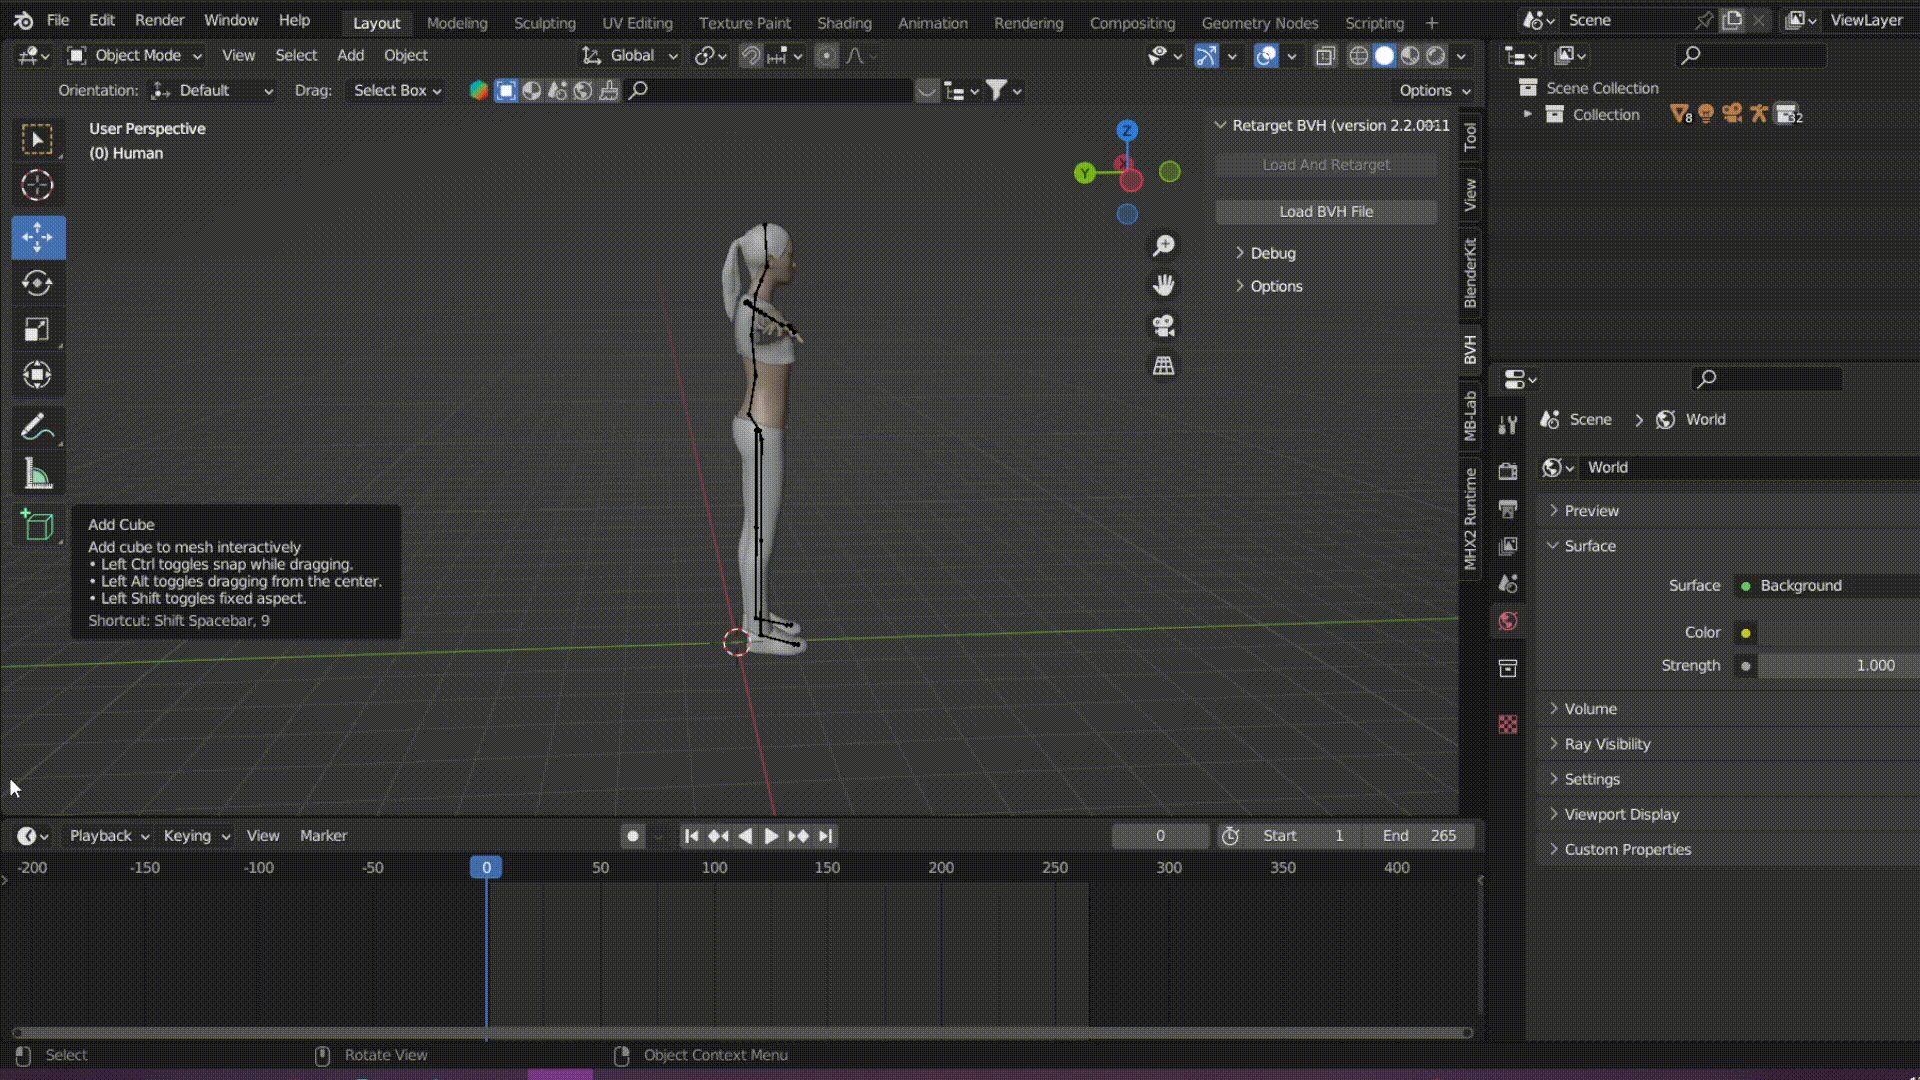 File Edit Render Window Help Layout Modeling Sculpting UV Editing Texture Paint Shading Animation Rendering Compositing Geometry Nodes Scripting + Scene ViewLayer
Object Mode View Select Add Object Global
Orientation: Default Drag: Select Box Options
User Perspective
(0) Human
Z
Y
Retarget BVH (version 2.2.0
Load And Retarget
Load BVH File
Debug
Options
Tool
View
BlenderKit
BVH
MB-Lab
MHX2 Runtime
Scene Collection
Collection 8 32
Scene > World
World
Preview
Surface
Surface Background
Color
Strength 1.000
Volume
Ray Visibility
Settings
Viewport Display
Custom Properties
Add Cube
Add cube to mesh interactively
• Left Ctrl toggles snap while dragging.
• Left Alt toggles dragging from the center.
• Left Shift toggles fixed aspect.
Shortcut: Shift Spacebar, 9
Playback Keying View Marker 0 Start 1 End 265
-200 -150 -100 -50 0 50 100 150 200 250 300 350 400
Select Rotate View Object Context Menu